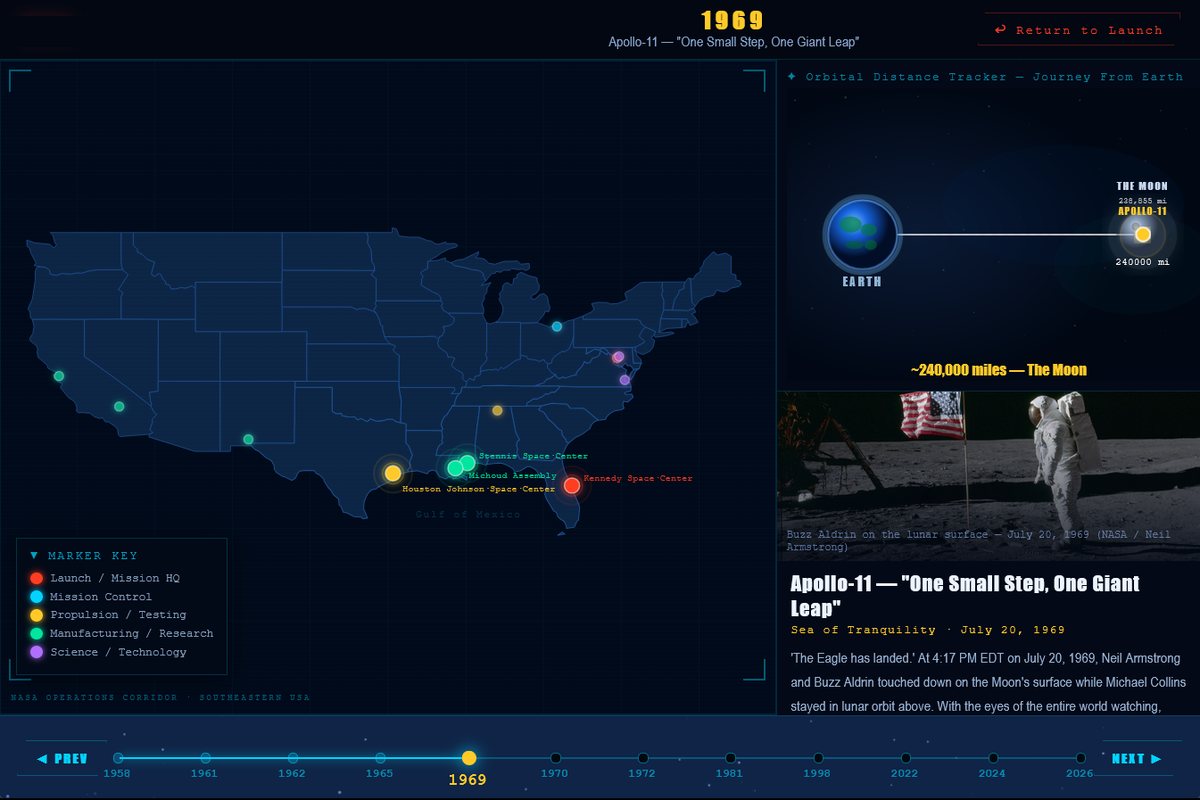 1969
Apollo-11 — "One Small Step, One Giant Leap"
↩ Return to Launch
✦ Orbital Distance Tracker — Journey From Earth
THE MOON
238,855 mi
APOLLO-11
240000 mi
EARTH
~240,000 miles — The Moon
Stennis Space Center
Michoud Assembly
Kennedy Space Center
Houston Johnson Space Center
Gulf of Mexico
▼ MARKER KEY
Launch / Mission HQ
Mission Control
Propulsion / Testing
Manufacturing / Research
Science / Technology
NASA OPERATIONS CORRIDOR · SOUTHEASTERN USA
Buzz Aldrin on the lunar surface — July 20, 1969 (NASA / Neil
Armstrong)
Apollo-11 — "One Small Step, One Giant
Leap"
Sea of Tranquility · July 20, 1969
'The Eagle has landed.' At 4:17 PM EDT on July 20, 1969, Neil Armstrong
and Buzz Aldrin touched down on the Moon's surface while Michael Collins
stayed in lunar orbit above. With the eyes of the entire world watching,
◄ PREV
1958
1961
1962
1965
1969
1970
1972
1981
1998
2022
2024
2026
NEXT ►